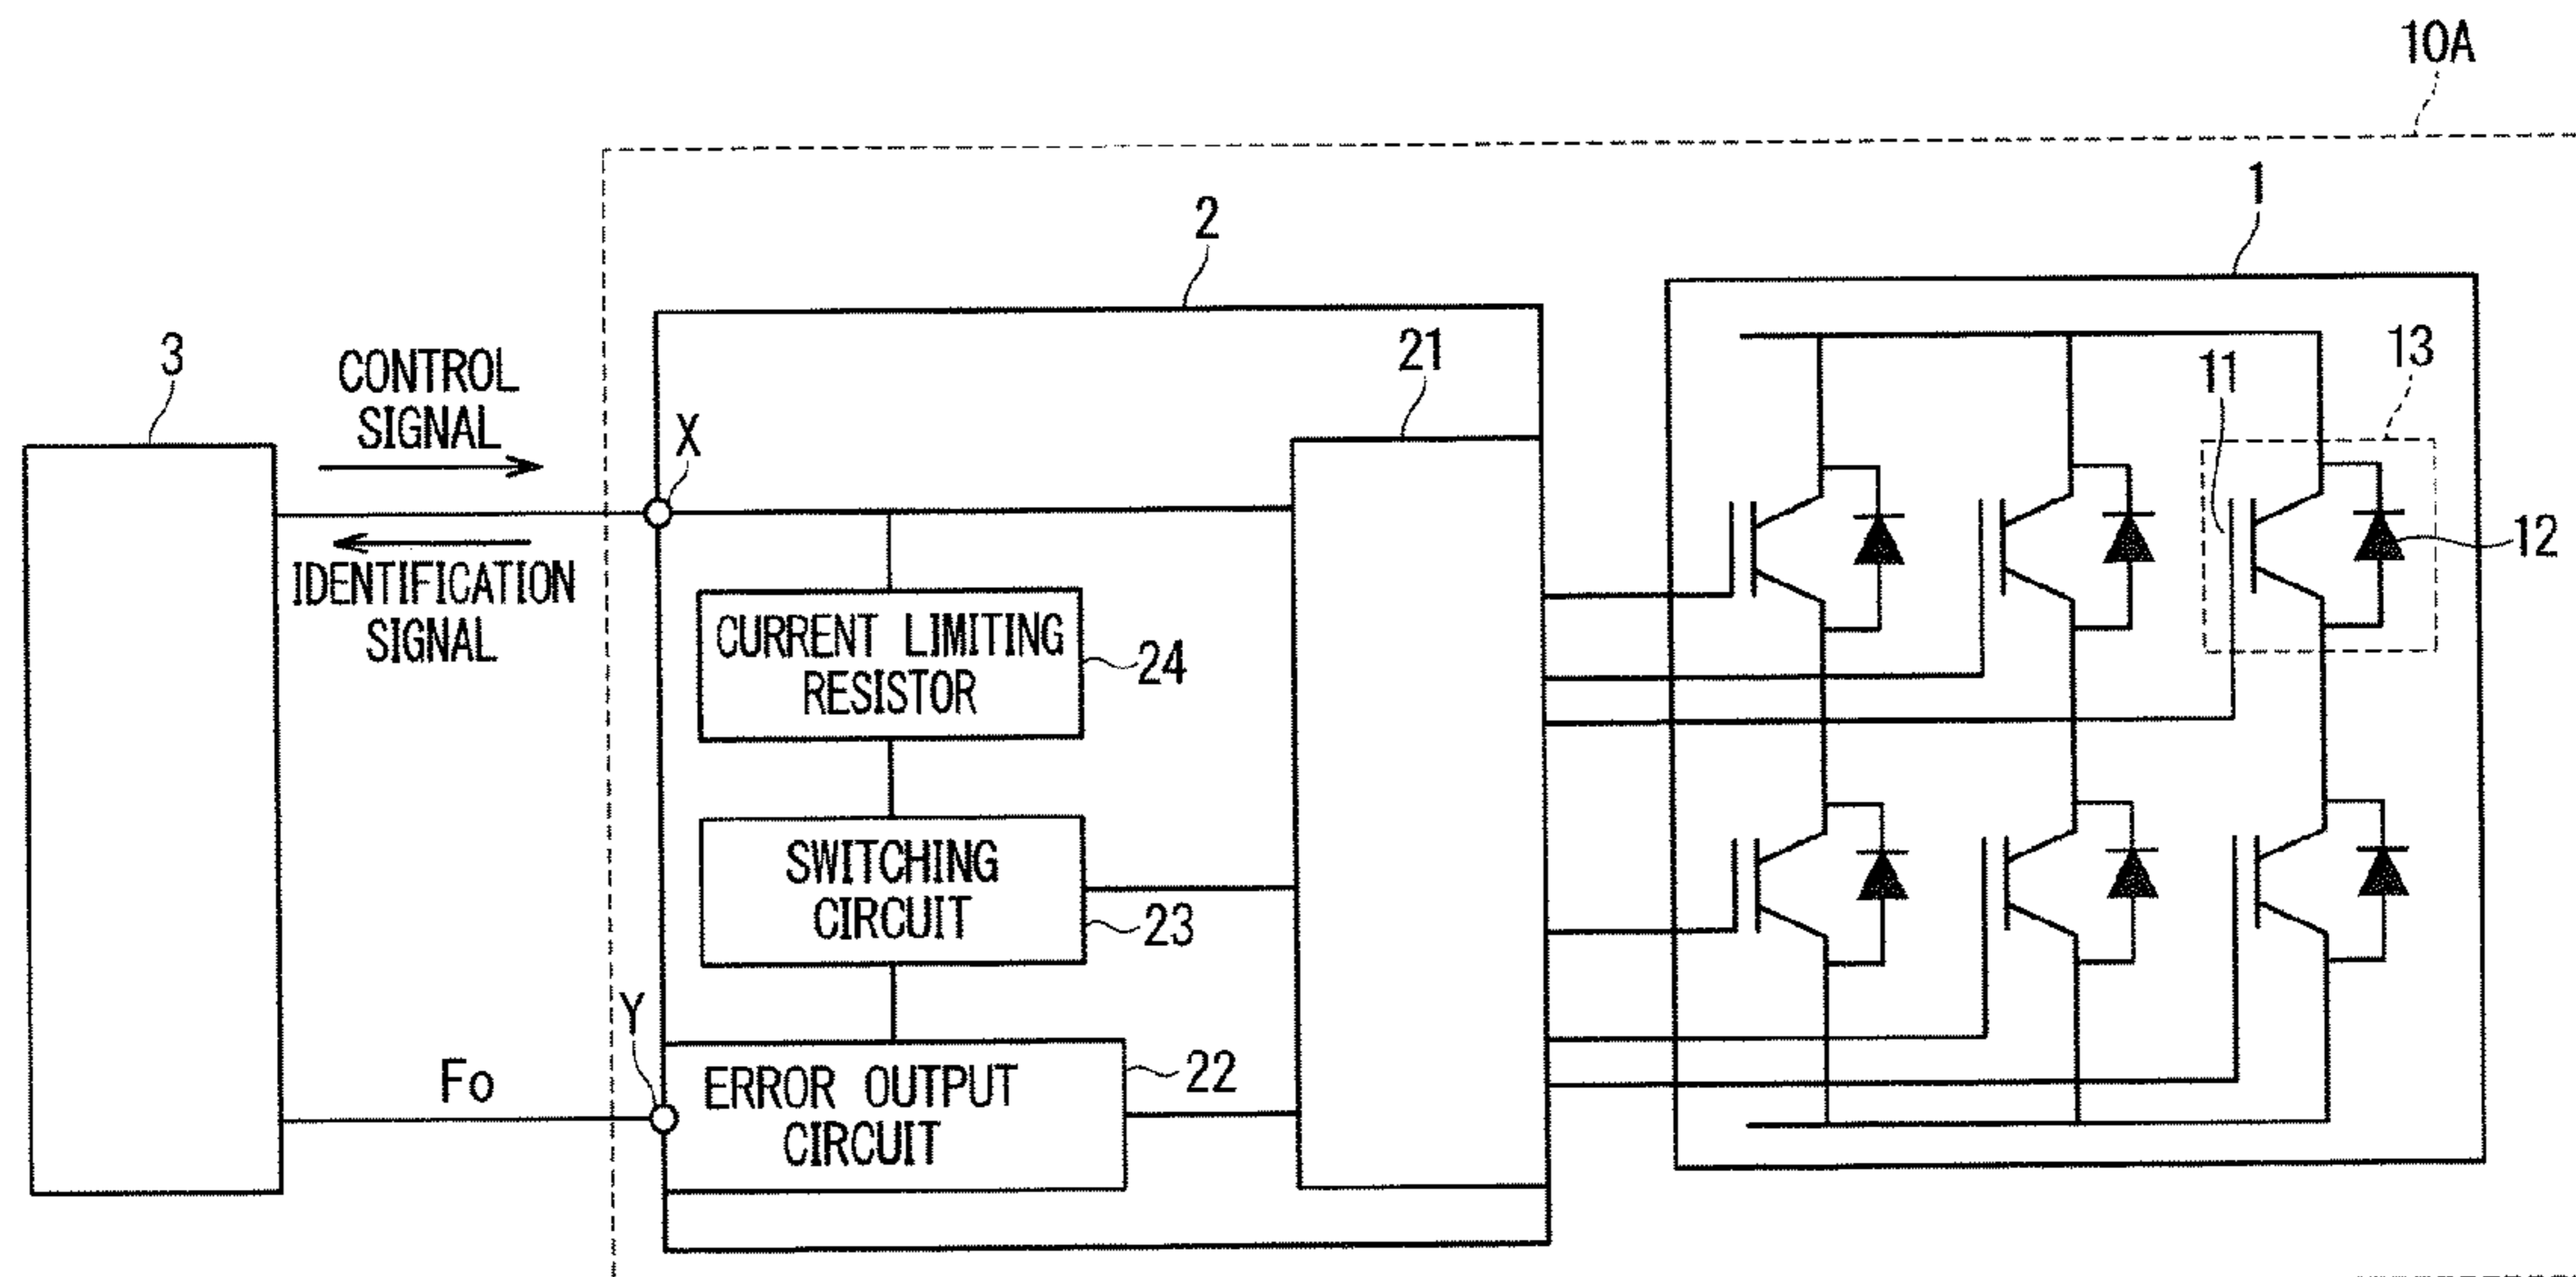 10A
1
2
3
CONTROL
SIGNAL
X
21
11
13
12
IDENTIFICATION
SIGNAL
CURRENT LIMITING
RESISTOR
24
SWITCHING
CIRCUIT
23
Y
Fo
ERROR OUTPUT
CIRCUIT
22